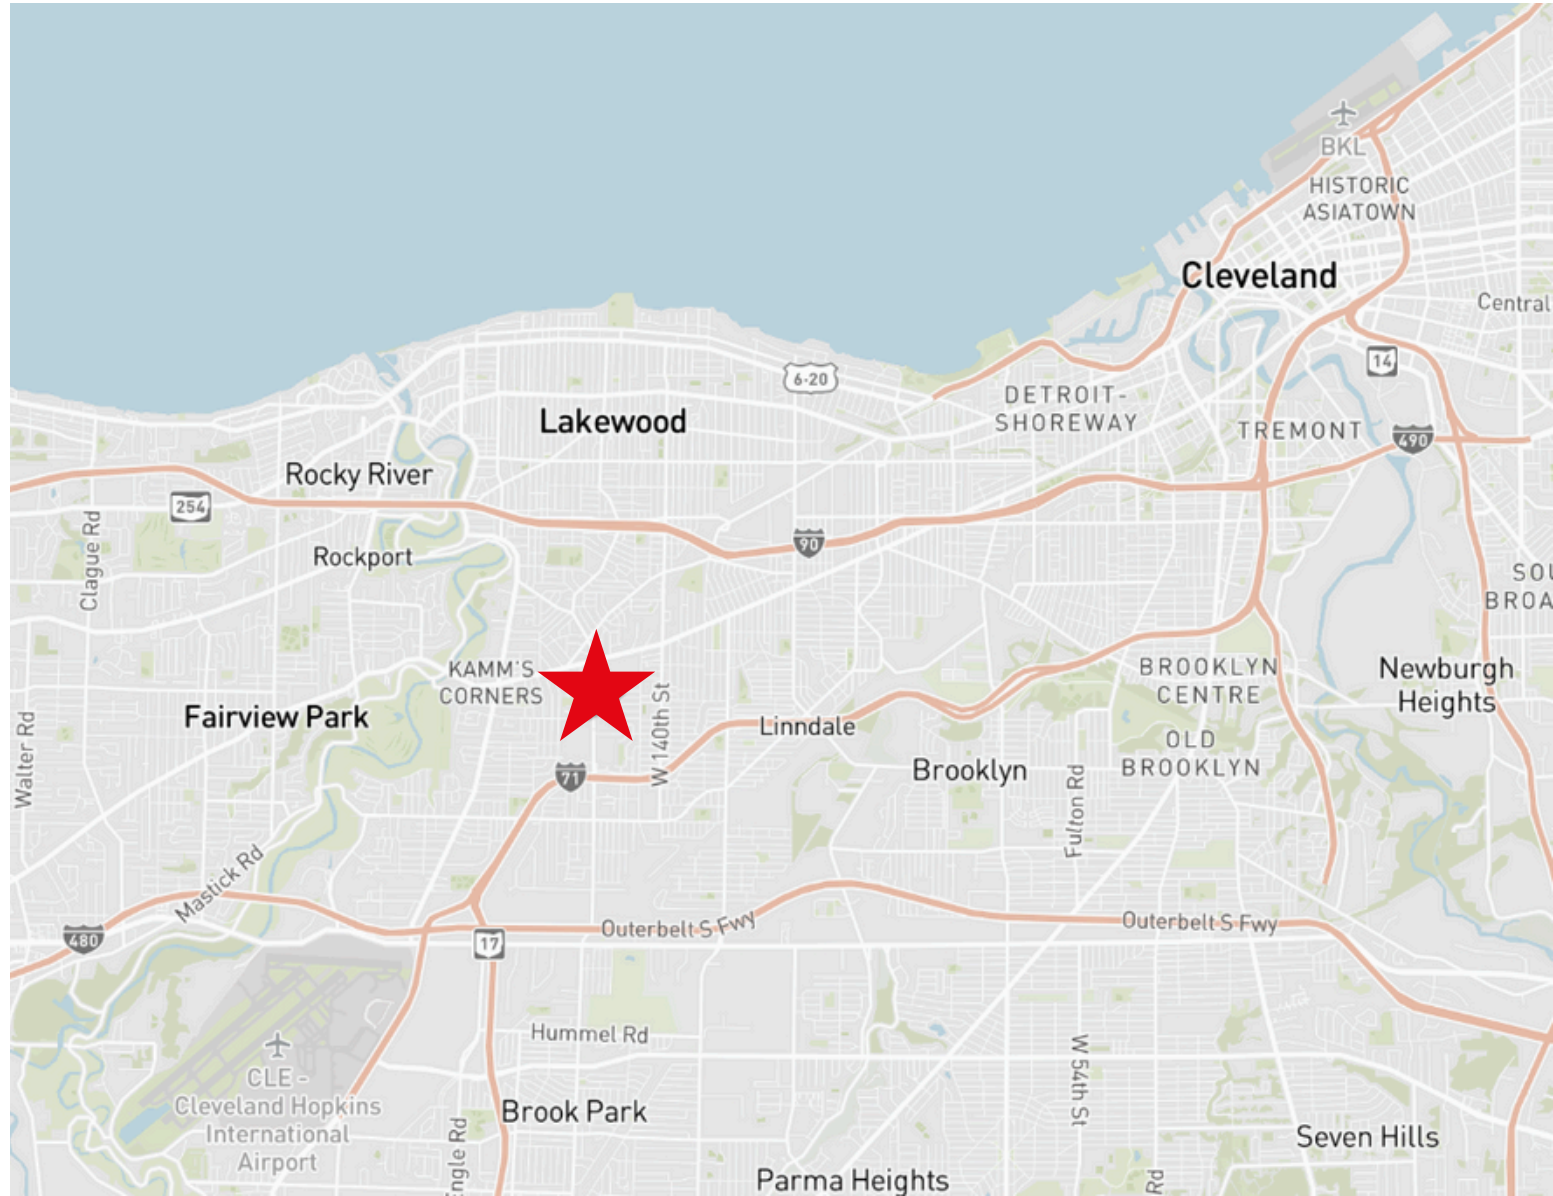 BKL
HISTORIC
ASIATOWN
Cleveland
Central
14
6-20
DETROIT-
SHOREWAY
Lakewood
TREMONT
490
Rocky River
254
Clague Rd
90
Rockport
SOU
BROA
KAMM'S
CORNERS
BROOKLYN
CENTRE
Newburgh
Heights
Fairview Park
W 140th St
Linndale
Walter Rd
OLD
BROOKLYN
71
Brooklyn
Fulton Rd
Mastick Rd
480
17
Outerbelt S Fwy
Outerbelt S Fwy
Hummel Rd
W 54th St
CLE -
Cleveland Hopkins
International
Airport
Brook Park
Engle Rd
Seven Hills
Parma Heights
Rd